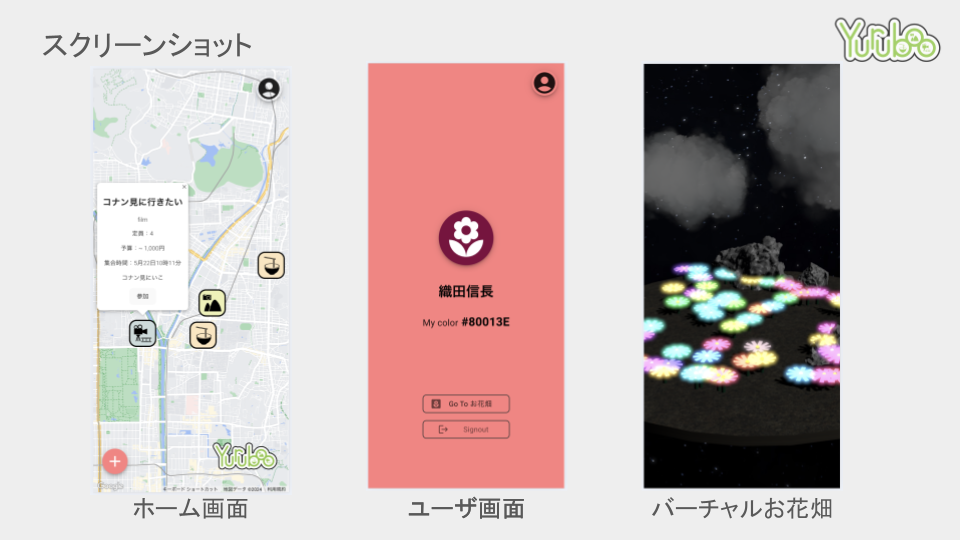 スクリーンショット
Yuruboo
コナン見に行きたい
film
定員：4
予算：~ 1,000円
集合時間：5月23日10時11分
コナン見にいこ
参加
Yuruboo
Google
キーボード ショートカット 地図データ ©2024 利用規約
ホーム画面
織田信長
My color #80013E
Go To お花畑
Signout
ユーザ画面
バーチャルお花畑